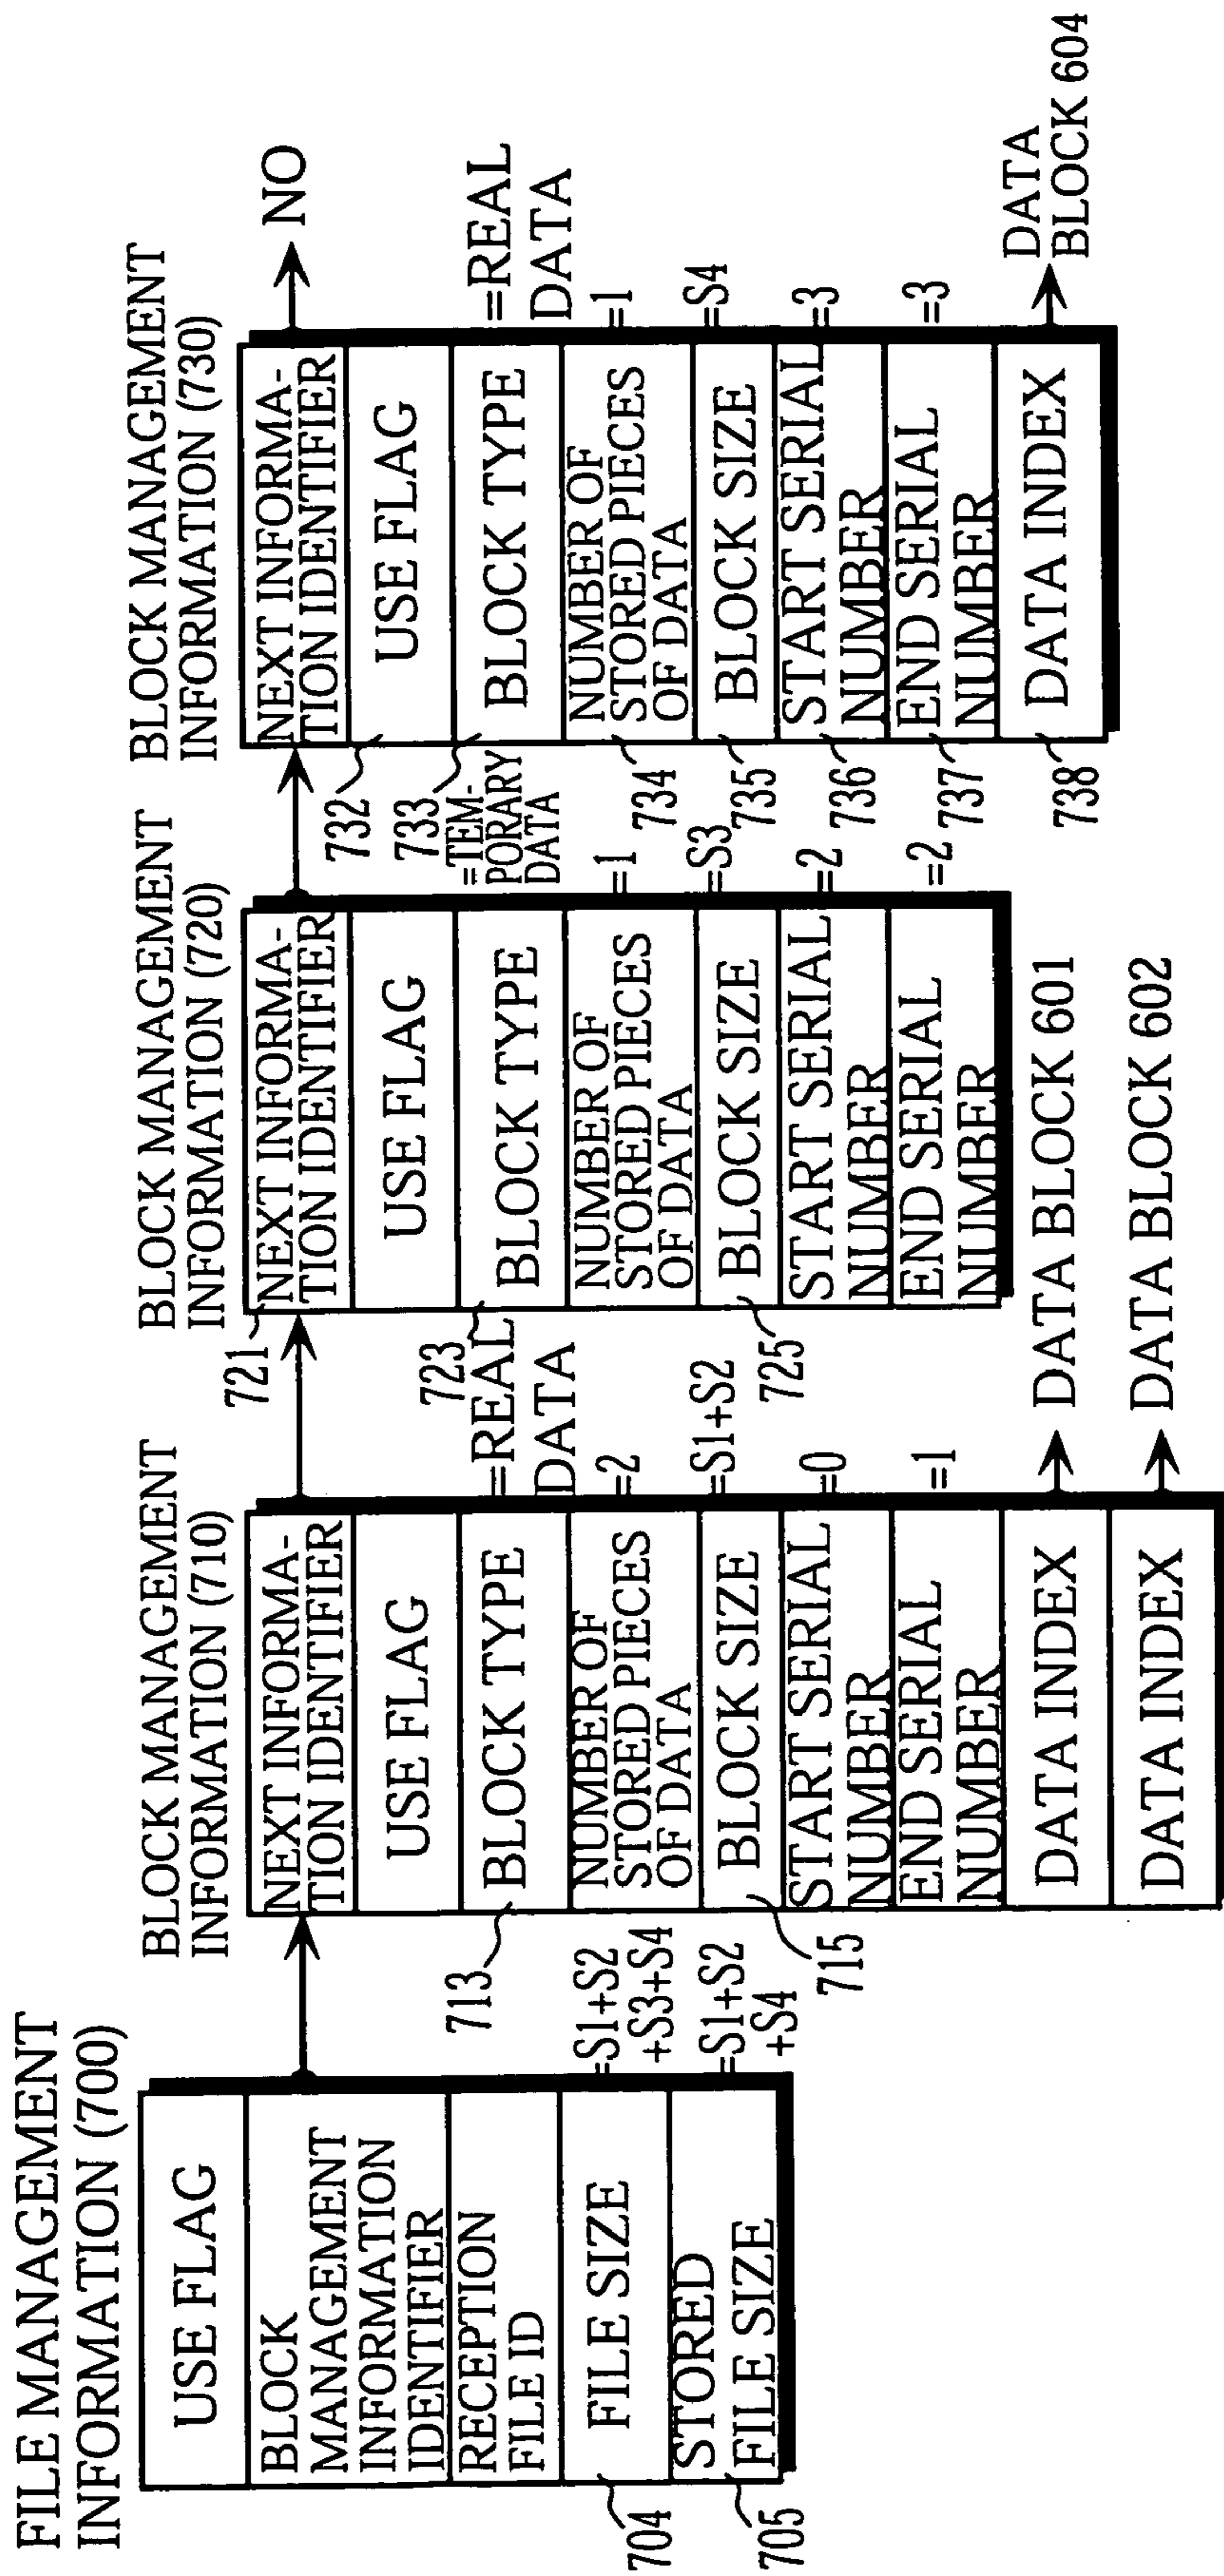 FILE MANAGEMENT
INFORMATION (700)
USE FLAG
BLOCK
MANAGEMENT
INFORMATION
IDENTIFIER
RECEPTION
FILE ID
704
FILE SIZE
=S1+S2
+S3+S4
705
STORED
FILE SIZE
=S1+S2
+S4
BLOCK MANAGEMENT
INFORMATION (710)
NEXT INFORMA-
TION IDENTIFIER
USE FLAG
713
BLOCK TYPE
=REAL
DATA
NUMBER OF
STORED PIECES
OF DATA
=2
715
BLOCK SIZE
=S1+S2
START SERIAL
NUMBER
=0
END SERIAL
NUMBER
=1
DATA INDEX
DATA BLOCK 601
DATA INDEX
DATA BLOCK 602
BLOCK MANAGEMENT
INFORMATION (720)
721
NEXT INFORMA-
TION IDENTIFIER
USE FLAG
723
BLOCK TYPE
=TEM-
PORARY
DATA
NUMBER OF
STORED PIECES
OF DATA
=1
725
BLOCK SIZE
=S3
START SERIAL
NUMBER
=2
END SERIAL
NUMBER
=2
BLOCK MANAGEMENT
INFORMATION (730)
NEXT INFORMA-
TION IDENTIFIER
NO
732
USE FLAG
733
BLOCK TYPE
=REAL
DATA
734
NUMBER OF
STORED PIECES
OF DATA
=1
735
BLOCK SIZE
=S4
736
START SERIAL
NUMBER
=3
737
END SERIAL
NUMBER
=3
738
DATA INDEX
DATA
BLOCK 604